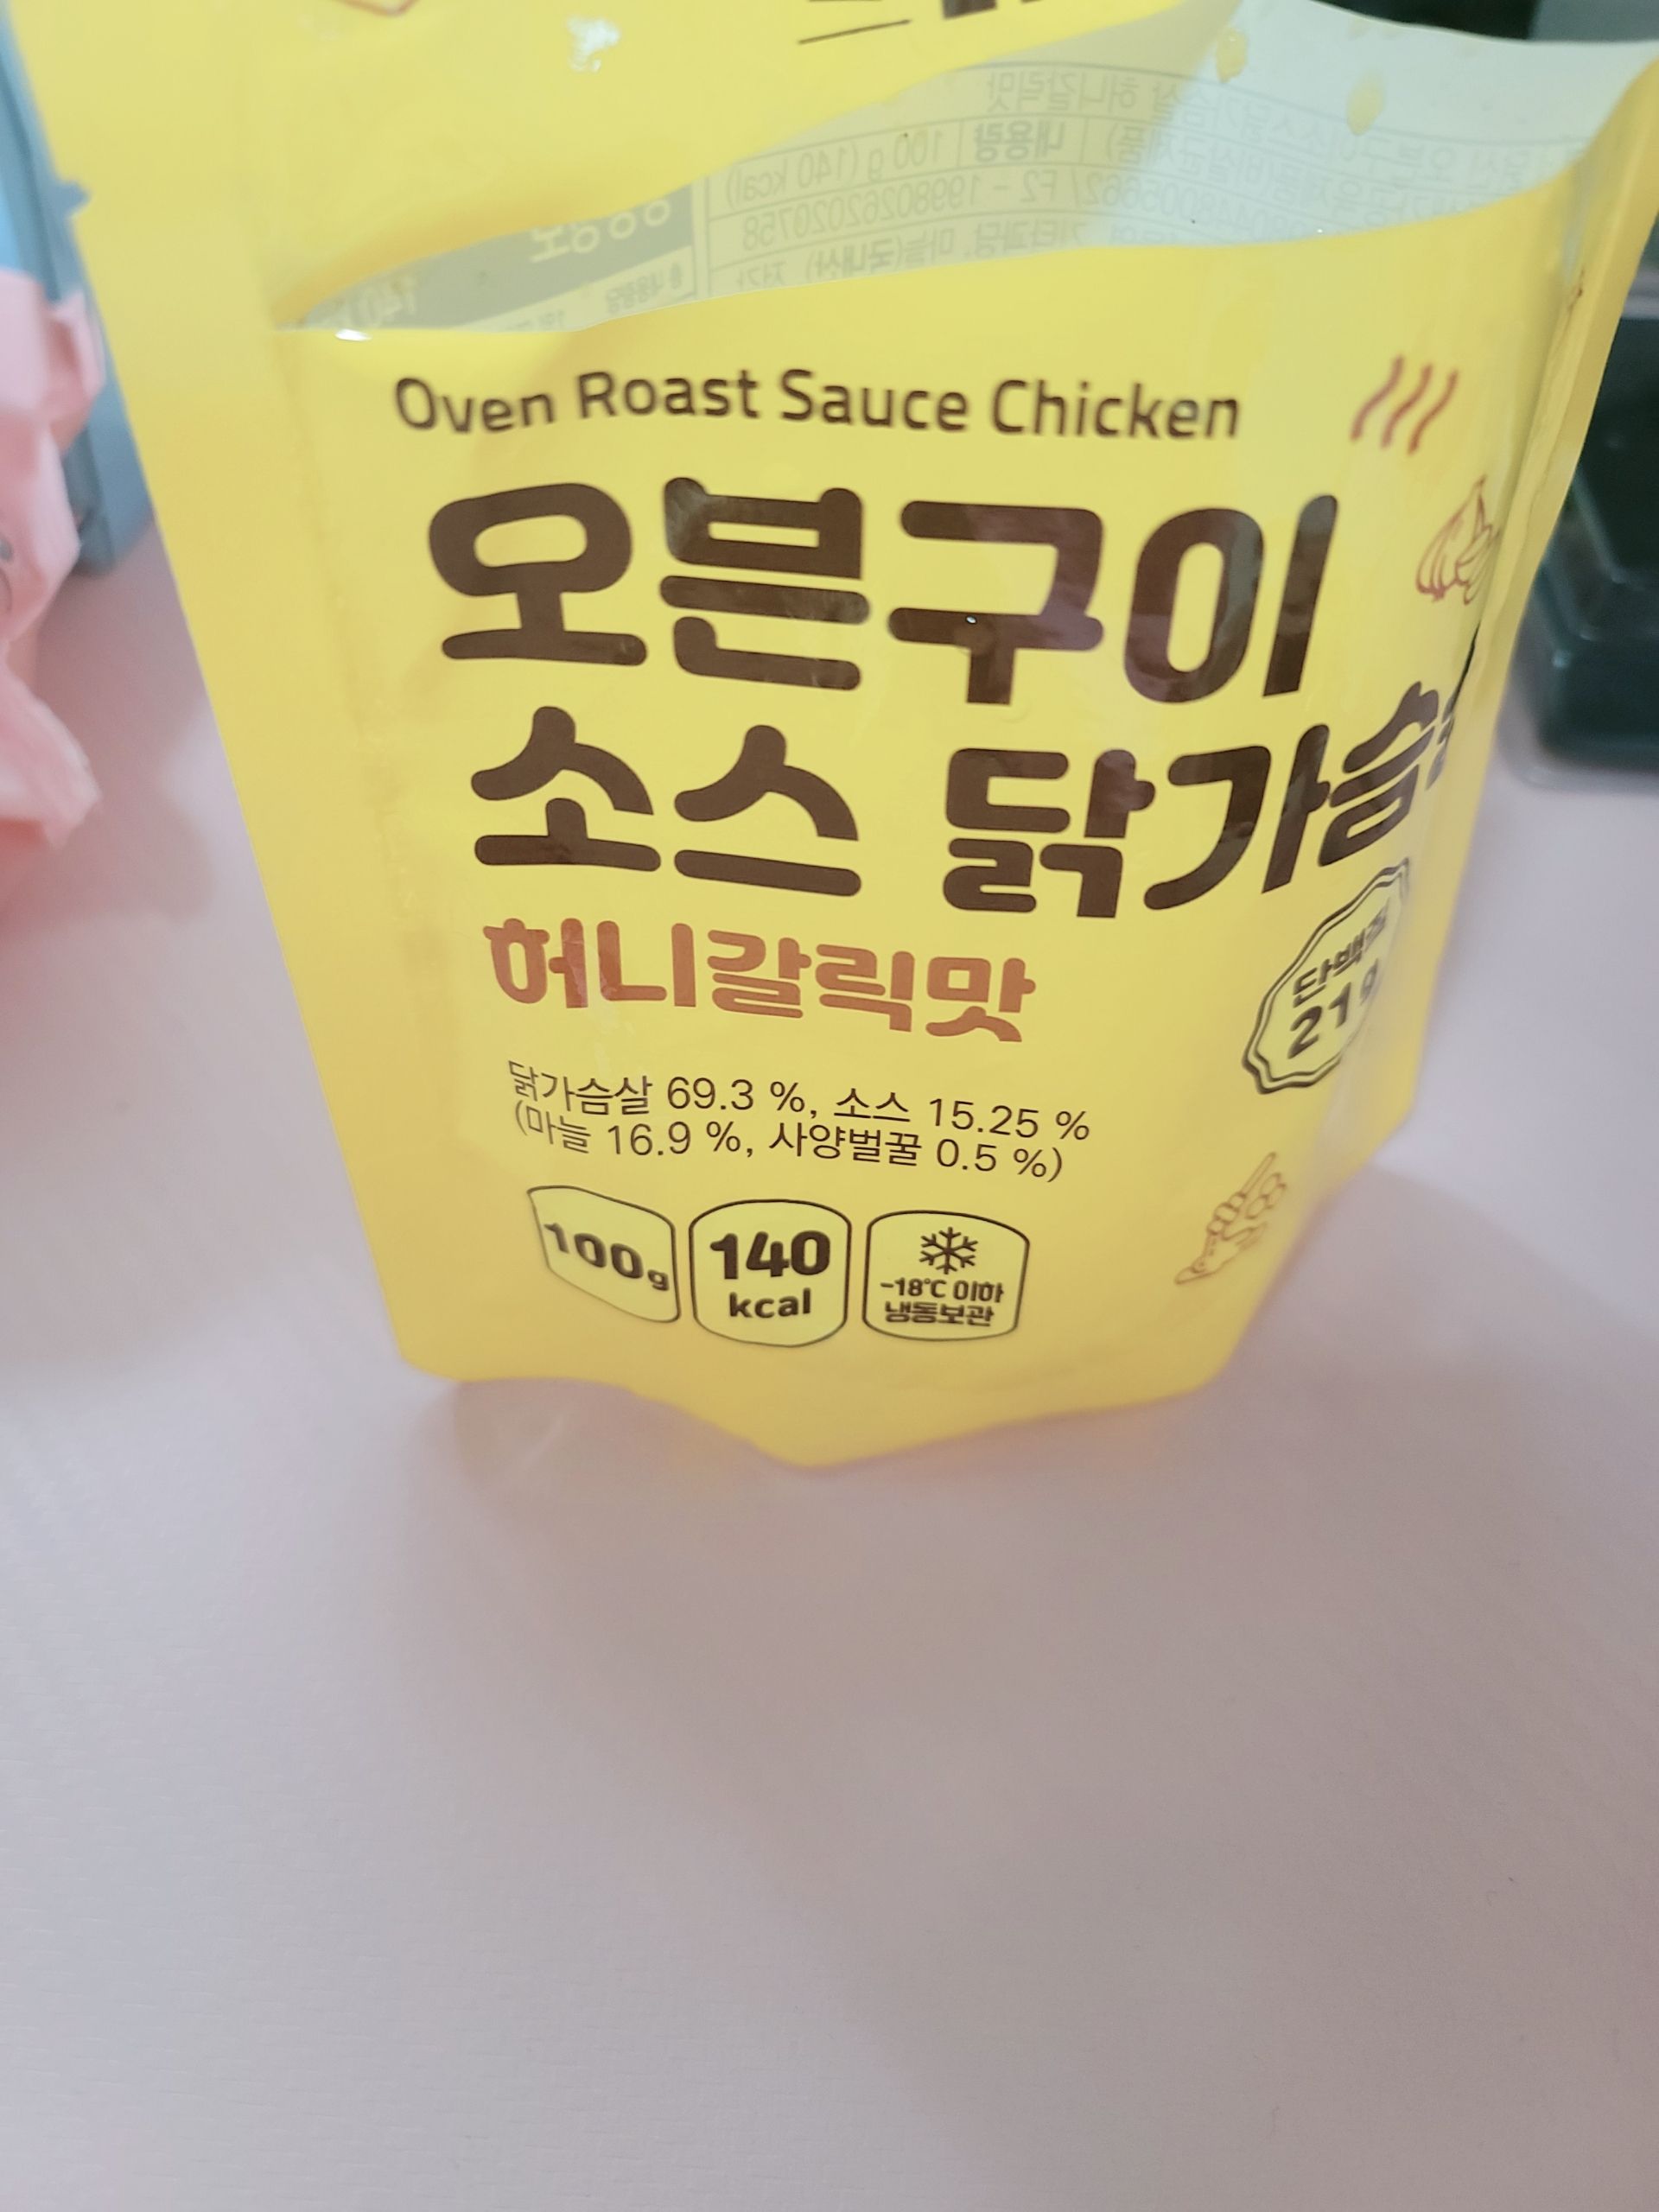 Oven Roast Sauce Chicken
오븐구이
소스 닭가슴
허니갈릭맛
단백질
21g
닭가슴살 69.3 %, 소스 15.25 %
(마늘 16.9 %, 사양벌꿀 0.5 %)
100g
140
kcal
-18℃ 이하
냉동보관